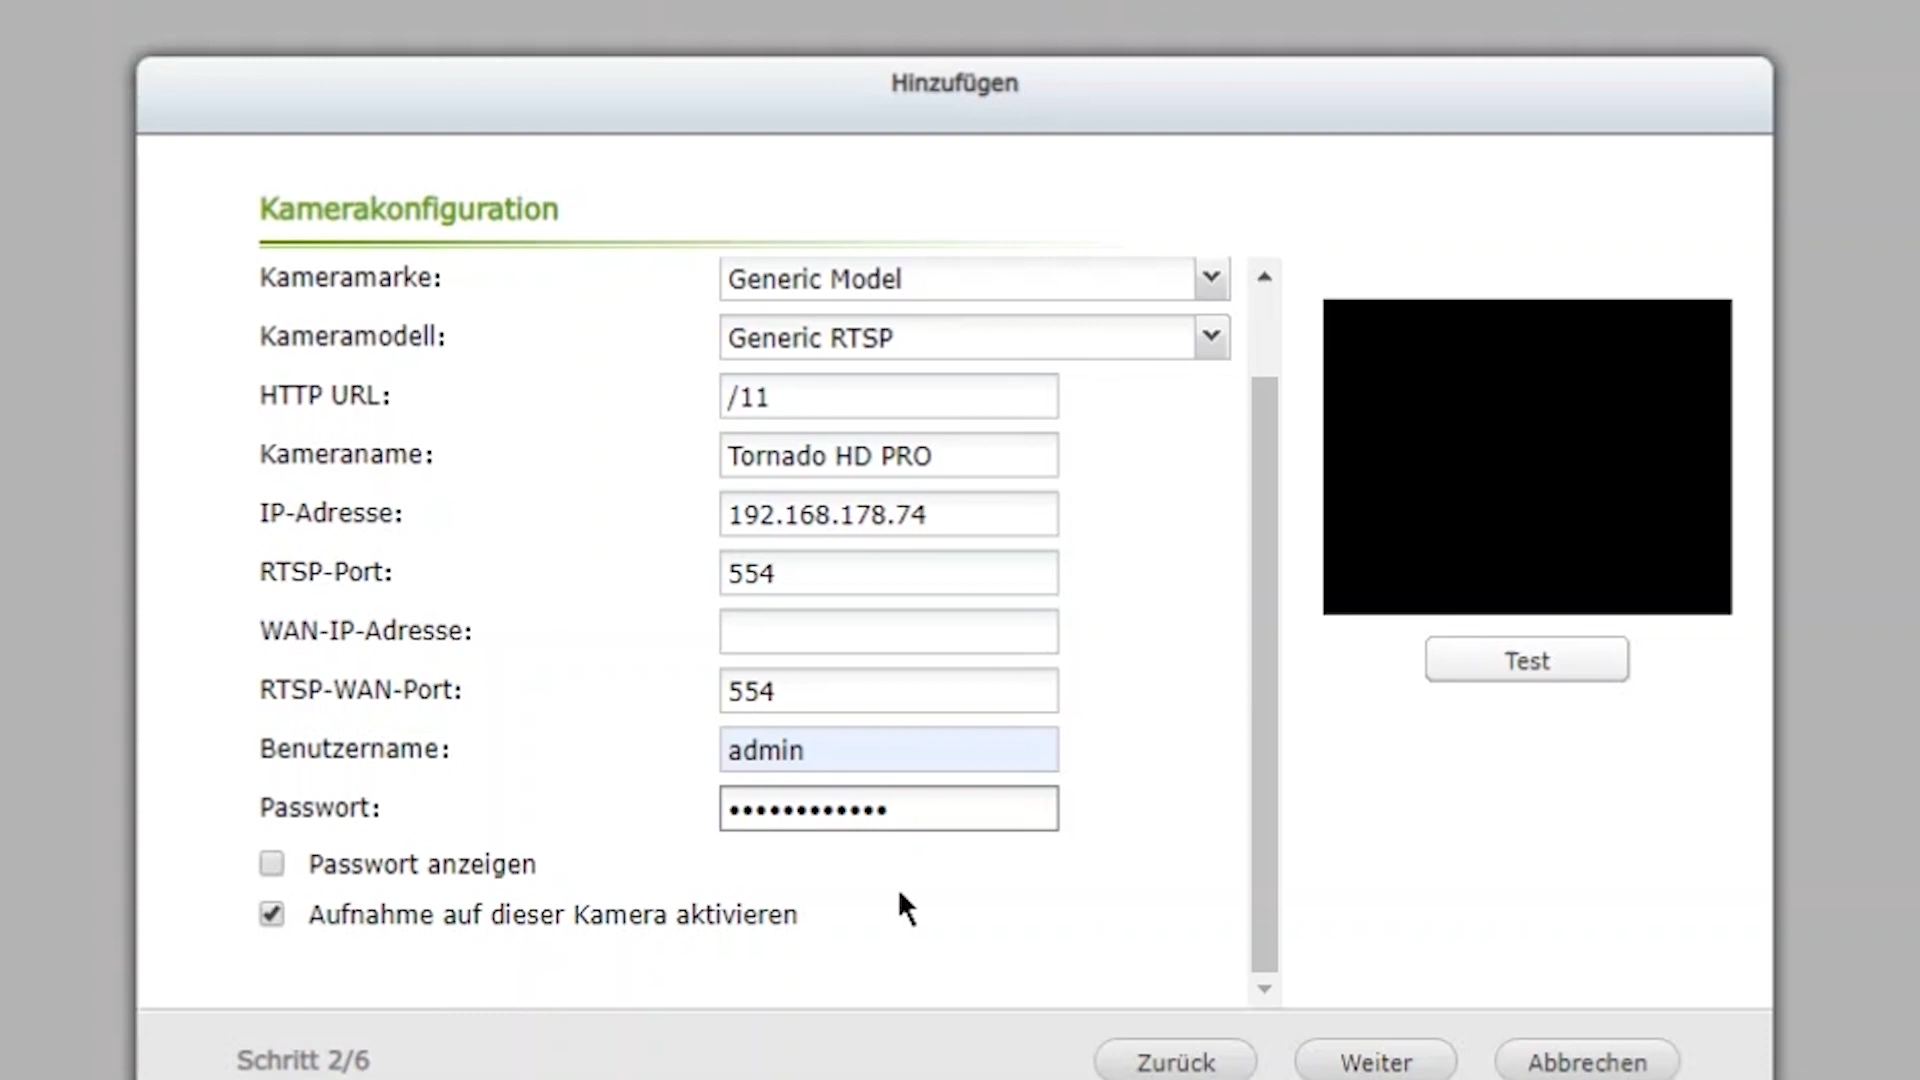 Hinzufügen
Kamerakonfiguration
Kameramarke: Generic Model
Kameramodell: Generic RTSP
HTTP URL: /11
Kameraname: Tornado HD PRO
IP-Adresse: 192.168.178.74
RTSP-Port: 554
WAN-IP-Adresse:
RTSP-WAN-Port: 554
Benutzername: admin
Passwort: ••••••••••••
Passwort anzeigen
Aufnahme auf dieser Kamera aktivieren
Test
Schritt 2/6
Zurück Weiter Abbrechen